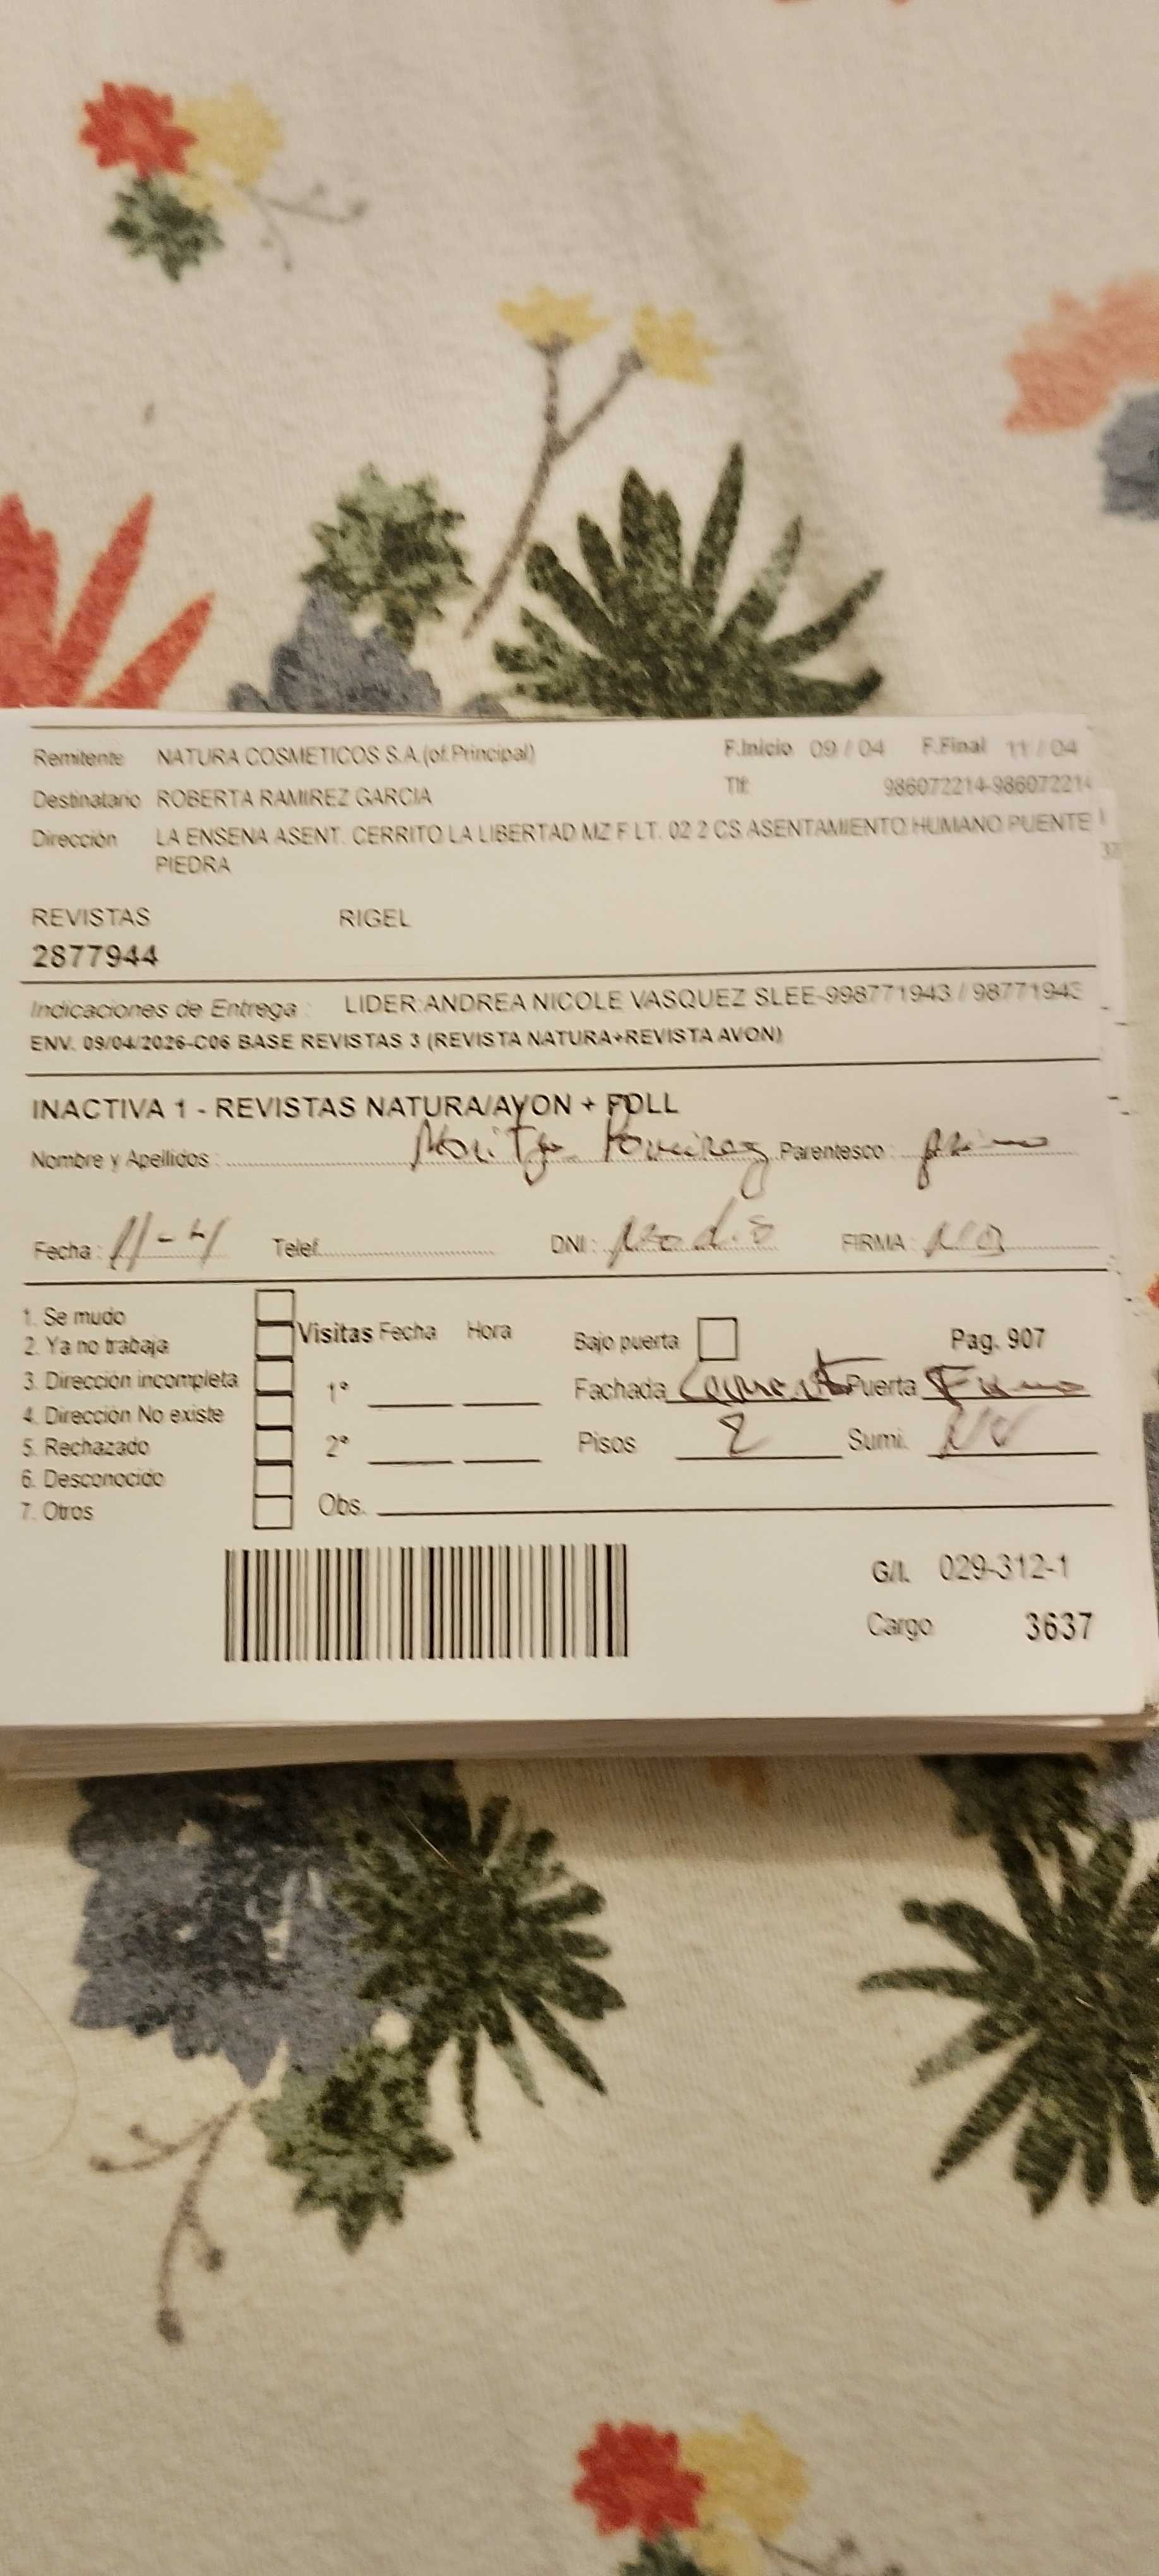 Remitente NATURA COSMETICOS S.A.(of.Principal) F.Inicio 09 / 04 F.Final 11 / 04
Destinatario ROBERTA RAMIREZ GARCIA Tlf: 986072214-986072214
Dirección LA ENSENA ASENT. CERRITO LA LIBERTAD MZ F LT. 02 2 CS ASENTAMIENTO HUMANO PUENTE
PIEDRA
REVISTAS RIGEL
2877944
Indicaciones de Entrega : LIDER:ANDREA NICOLE VASQUEZ SLEE-998771943 / 98771943
ENV. 09/04/2026-C06 BASE REVISTAS 3 (REVISTA NATURA+REVISTA AVON)
INACTIVA 1 - REVISTAS NATURA/AVON + FOLL
Nombre y Apellidos : Ramirez Parentesco :
Fecha : 11-4 Telef. DNI : FIRMA :
1. Se mudo
2. Ya no trabaja
3. Dirección incompleta
4. Dirección No existe
5. Rechazado
6. Desconocido
7. Otros
Visitas Fecha Hora
1°
2°
Obs.
Bajo puerta Pag. 907
Fachada Puerta
Pisos 2 Sumi.
G/I. 029-312-1
Cargo 3637